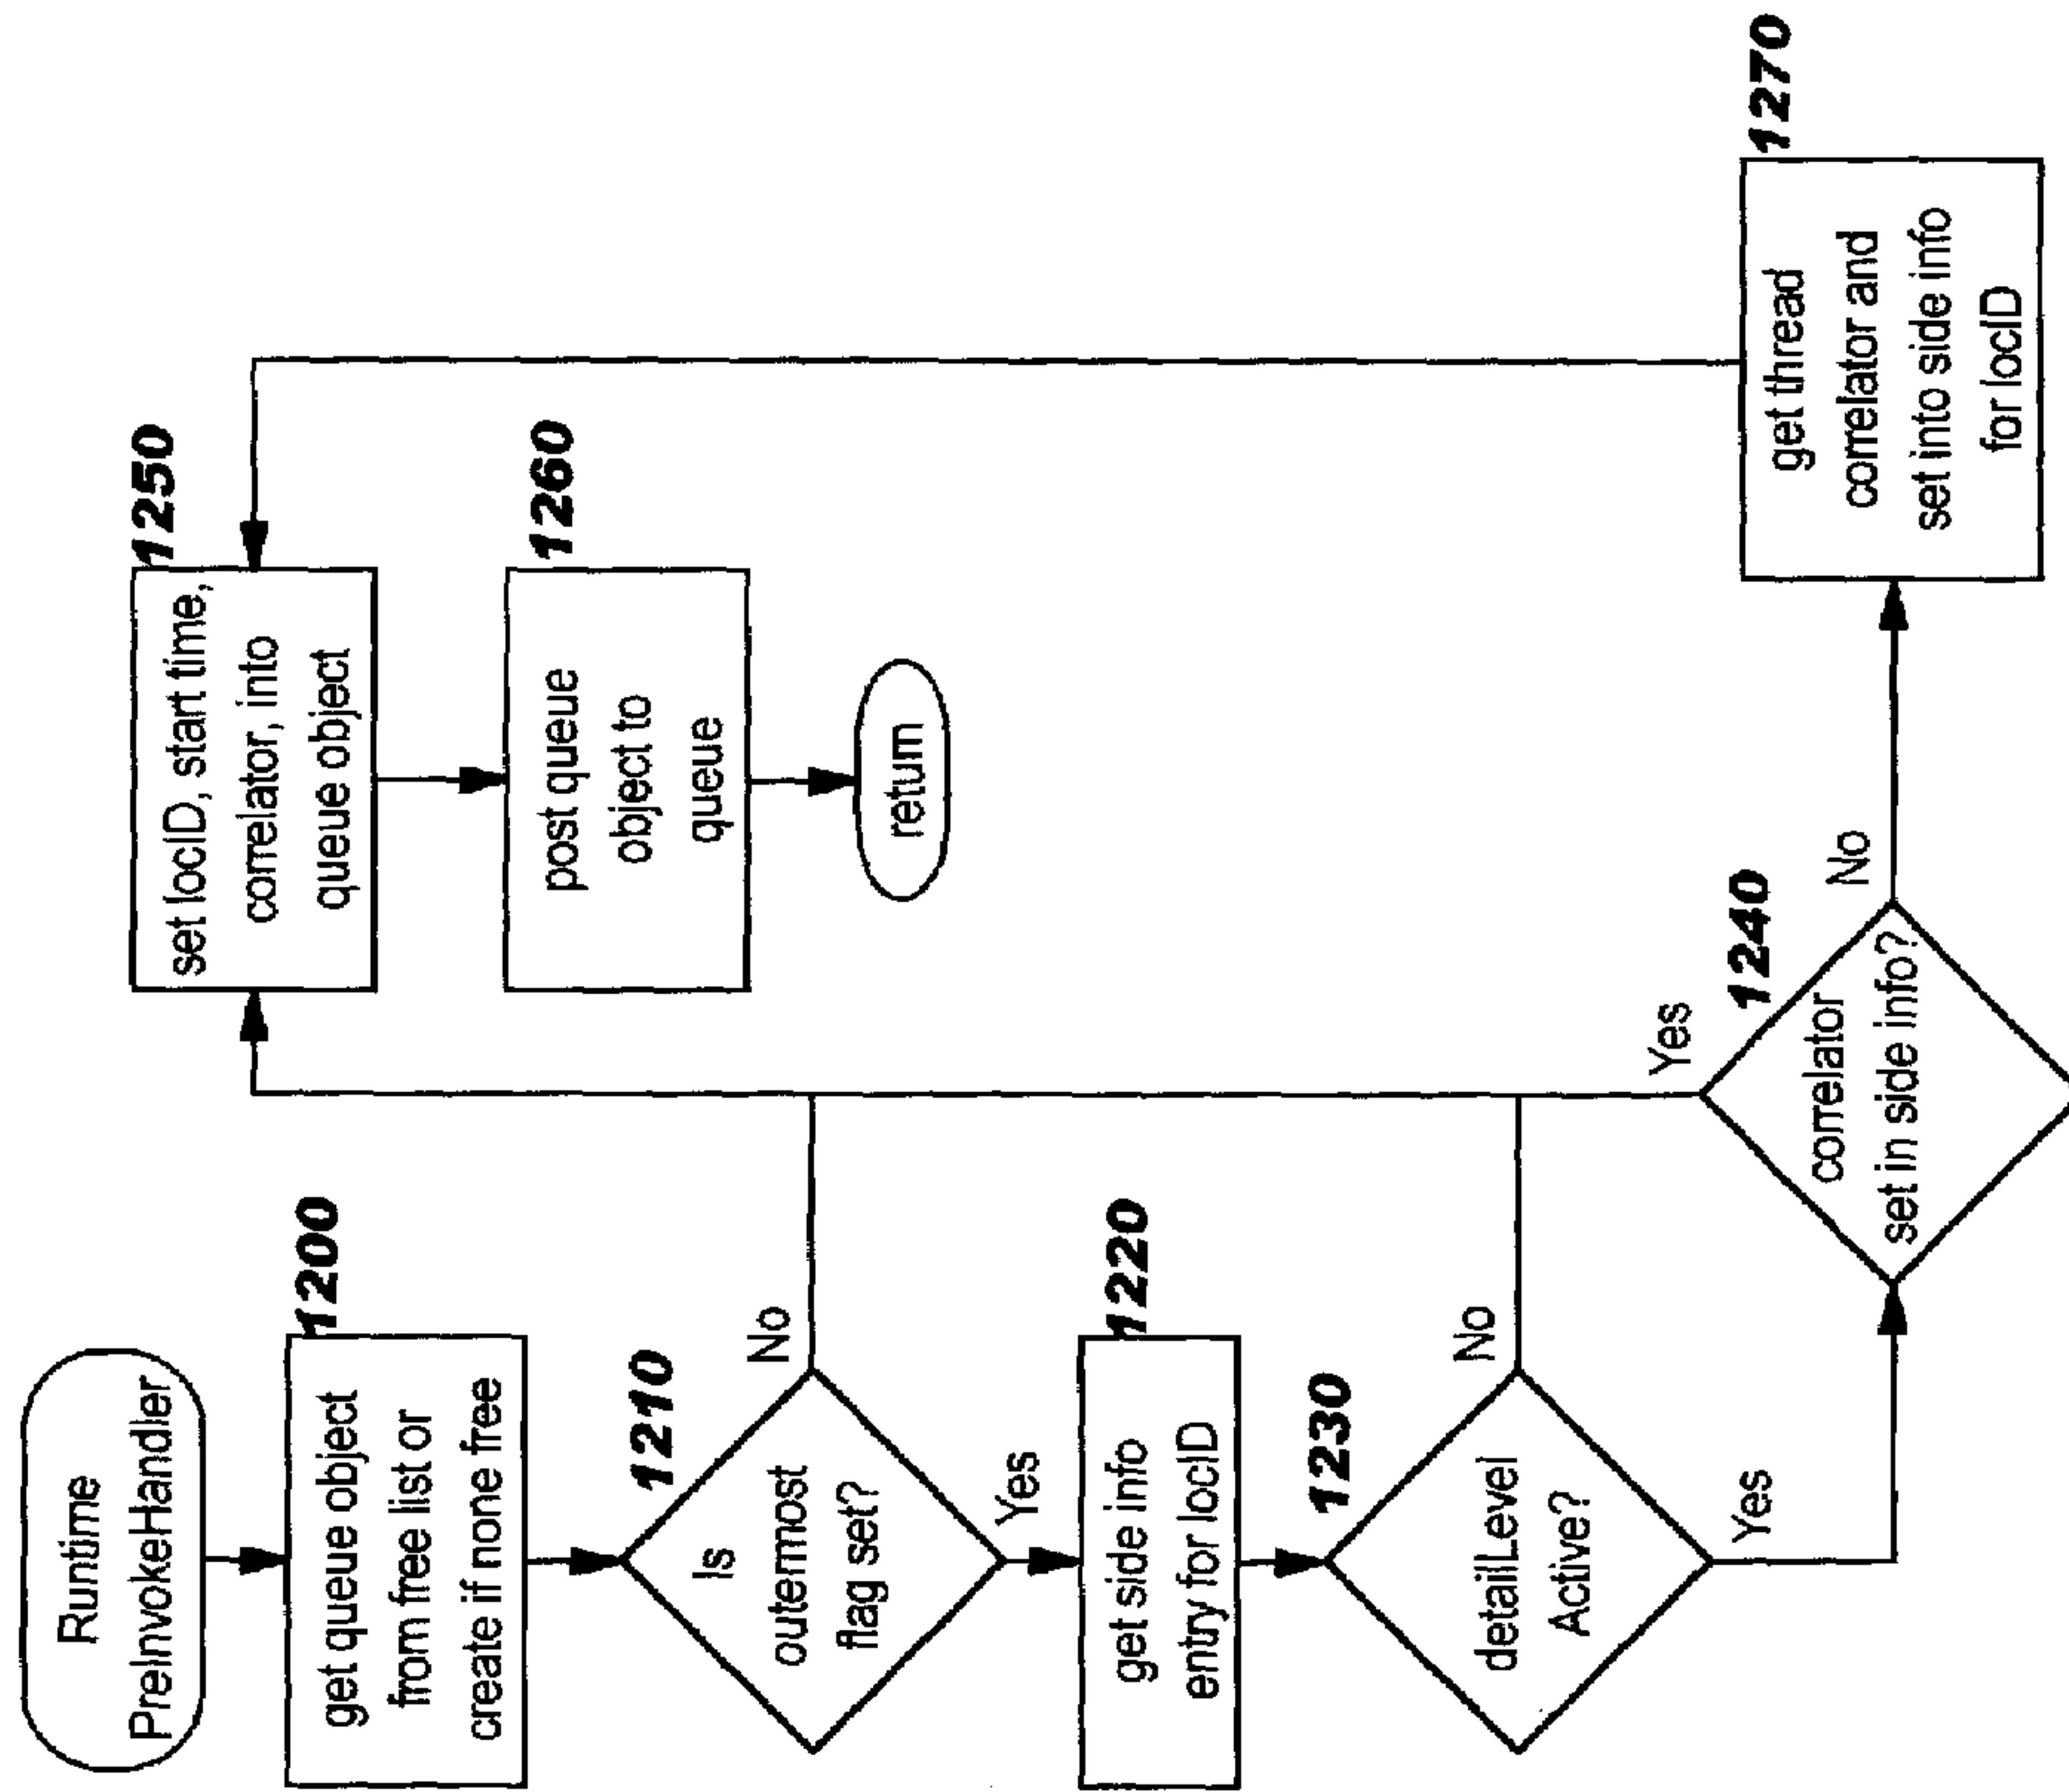 Runtime
PreInvokeHandler
1200
get queue object
from free list or
create if none free
1210
Is
outermost
flag set?
No
Yes
1220
get side info
entry for locID
1230
detailLevel
Active?
No
Yes
1240
correlator
set in side info?
Yes
No
1250
set locID, start time,
correlator, into
queue object
1260
post queue
object to
queue
return
1270
get thread
correlator and
set into side info
for locID